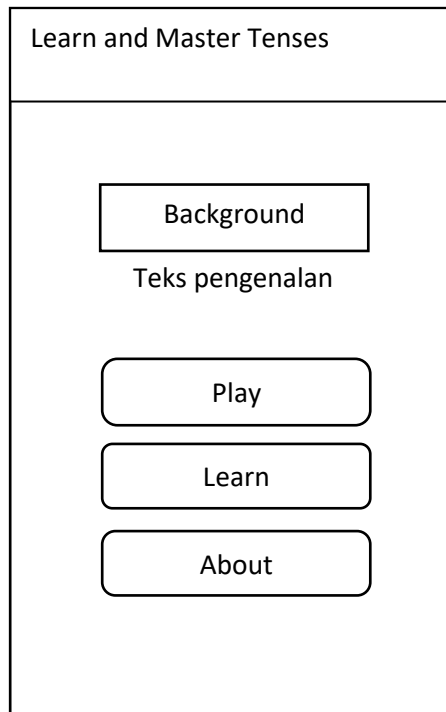 Learn and Master Tenses
Background
Teks pengenalan
Play
Learn
About